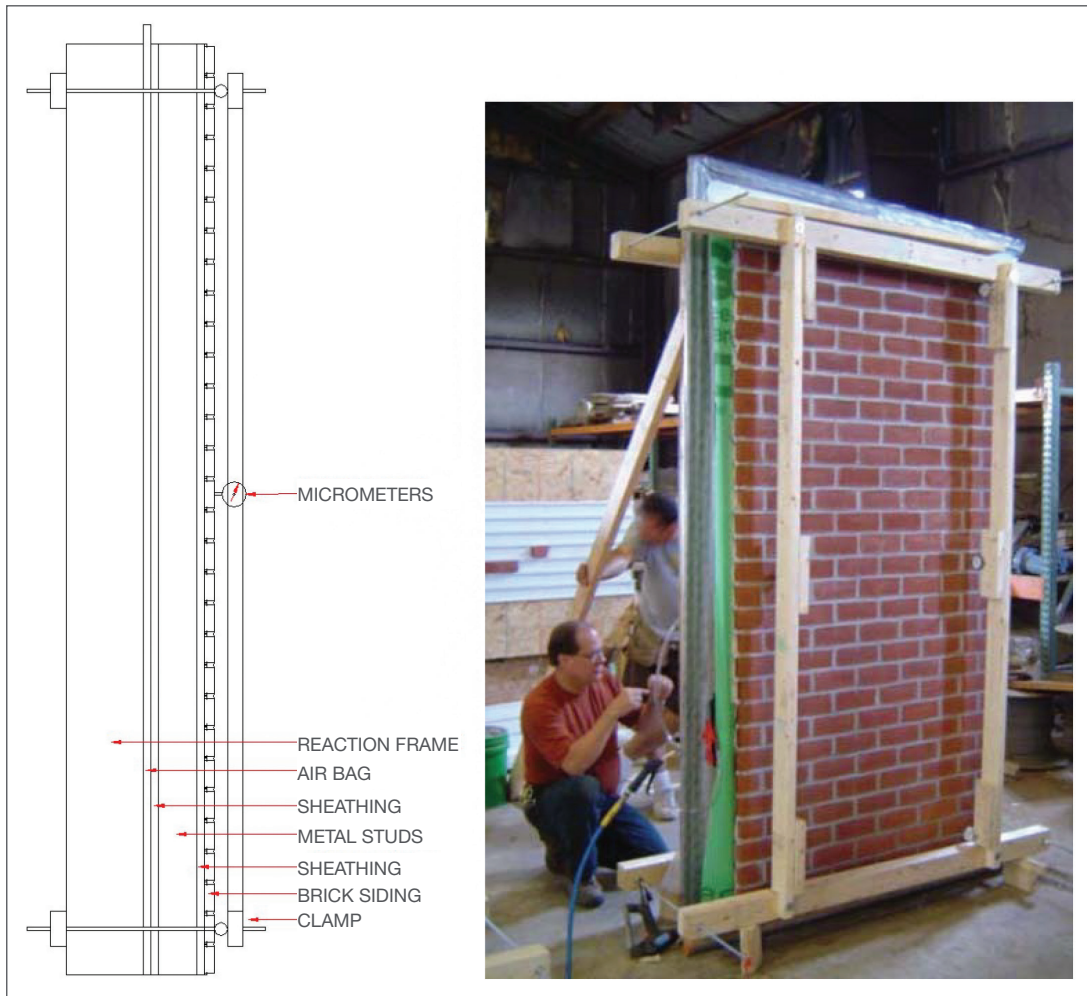 MICROMETERS
REACTION FRAME
AIR BAG
SHEATHING
METAL STUDS
SHEATHING
BRICK SIDING
CLAMP